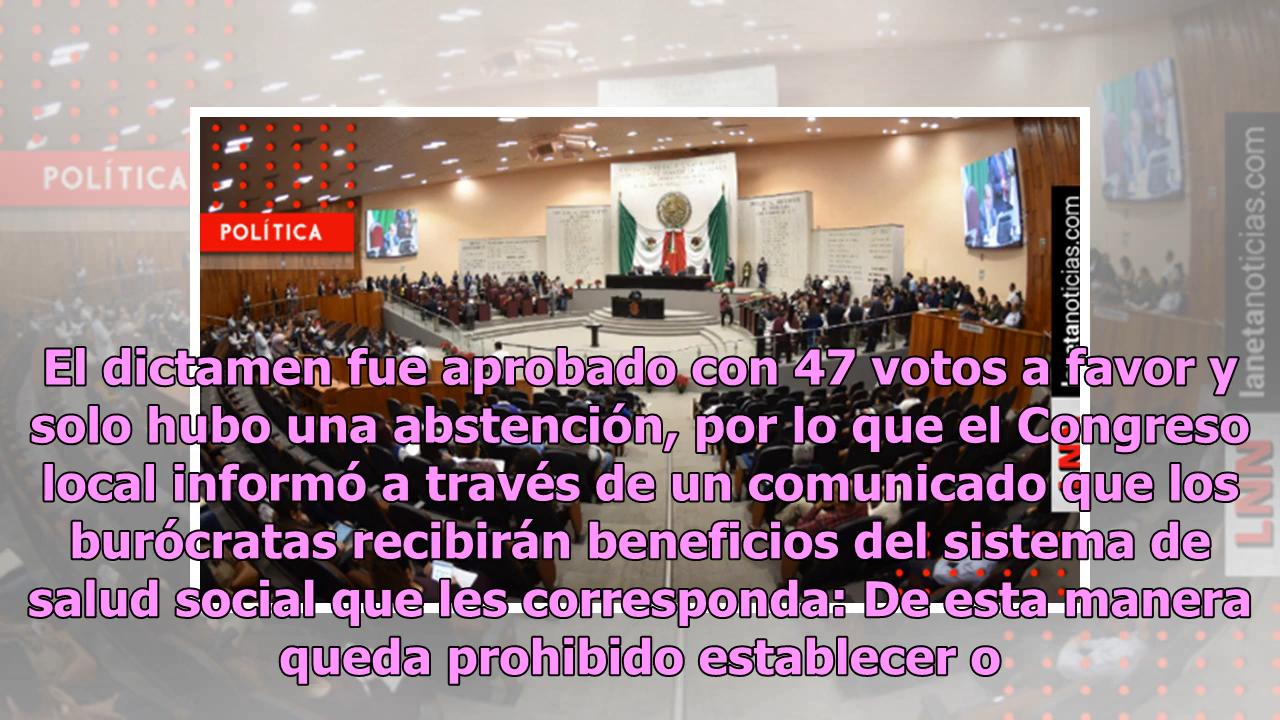 POLÍTICA
POLÍTICA
lanetanoticias.com
LNN
El dictamen fue aprobado con 47 votos a favor y
solo hubo una abstención, por lo que el Congreso
local informó a través de un comunicado que los
burócratas recibirán beneficios del sistema de
salud social que les corresponda: De esta manera
queda prohibido establecer o